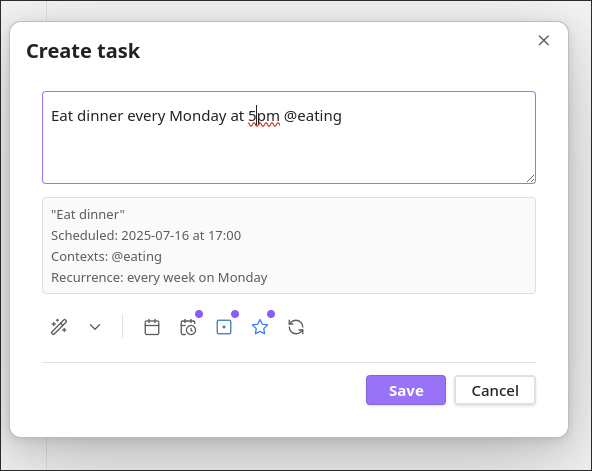 Create task
Eat dinner every Monday at 5pm @eating
"Eat dinner"
Scheduled: 2025-07-16 at 17:00
Contexts: @eating
Recurrence: every week on Monday
Save
Cancel